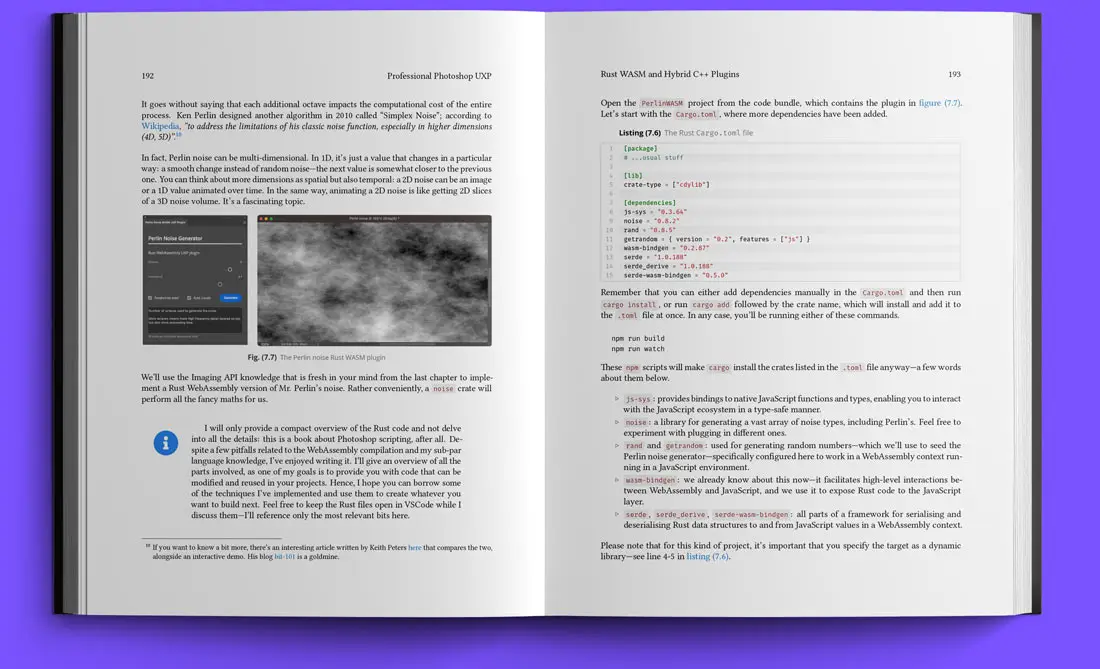 192
Professional Photoshop UXP
It goes without saying that each additional octave impacts the computational cost of the entire
process. Ken Perlin designed another algorithm in 2010 called "Simplex Noise"; according to
Wikipedia, "to address the limitations of his classic noise function, especially in higher dimensions
(4D, 5D)".¹⁸
In fact, Perlin noise can be multi-dimensional. In 1D, it's just a value that changes in a particular
way: a smooth change instead of random noise—the next value is somewhat closer to the previous
one. You can think about more dimensions as spatial but also temporal: a 2D noise can be an image
or a 1D value animated over time. In the same way, animating a 2D noise is like getting 2D slices
of a 3D noise volume. It's a fascinating topic.
Perlin Noise Generator
Rust WebAssembly UXP plugin
Fig. (7.7) The Perlin noise Rust WASM plugin
We'll use the Imaging API knowledge that is fresh in your mind from the last chapter to imple-
ment a Rust WebAssembly version of Mr. Perlin's noise. Rather conveniently, a noise crate will
perform all the fancy maths for us.
I will only provide a compact overview of the Rust code and not delve
into all the details: this is a book about Photoshop scripting, after all. De-
spite a few pitfalls related to the WebAssembly compilation and my sub-par
language knowledge, I've enjoyed writing it. I'll give an overview of all the
parts involved, as one of my goals is to provide you with code that can be
modified and reused in your projects. Hence, I hope you can borrow some
of the techniques I've implemented and use them to create whatever you
want to build next. Feel free to keep the Rust files open in VSCode while I
discuss them—I'll reference only the most relevant bits here.
¹⁸ If you want to know a bit more, there's an interesting article written by Keith Peters here that compares the two,
alongside an interactive demo. His blog bit-101 is a goldmine.
Rust WASM and Hybrid C++ Plugins
193
Open the PerlinWASM project from the code bundle, which contains the plugin in figure (7.7).
Let's start with the Cargo.toml, where more dependencies have been added.
Listing (7.6) The Rust Cargo.toml file
1 [package]
2 # ...usual stuff
3
4 [lib]
5 crate-type = ["cdylib"]
6
7 [dependencies]
8 js-sys = "0.3.64"
9 noise = "0.8.2"
10 rand = "0.8.5"
11 getrandom = { version = "0.2", features = ["js"] }
12 wasm-bindgen = "0.2.87"
13 serde = "1.0.188"
14 serde_derive = "1.0.188"
15 serde-wasm-bindgen = "0.5.0"
Remember that you can either add dependencies manually in the Cargo.toml and then run
cargo install, or run cargo add followed by the crate name, which will install and add it to
the .toml file at once. In any case, you'll be running either of these commands.
npm run build
npm run watch
These npm scripts will make cargo install the crates listed in the .toml file anyway—a few words
about them below.
▹ js-sys: provides bindings to native JavaScript functions and types, enabling you to interact
with the JavaScript ecosystem in a type-safe manner.
▹ noise: a library for generating a vast array of noise types, including Perlin's. Feel free to
experiment with plugging in different ones.
▹ rand and getrandom: used for generating random numbers—which we'll use to seed the
Perlin noise generator—specifically configured here to work in a WebAssembly context run-
ning in a JavaScript environment.
▹ wasm-bindgen: we already know about this now—it facilitates high-level interactions be-
tween WebAssembly and JavaScript, and we use it to expose Rust code to the JavaScript
layer.
▹ serde, serde_derive, serde-wasm-bindgen: all parts of a framework for serialising and
deserialising Rust data structures to and from JavaScript values in a WebAssembly context.
Please note that for this kind of project, it's important that you specify the target as a dynamic
library—see line 4-5 in listing (7.6).